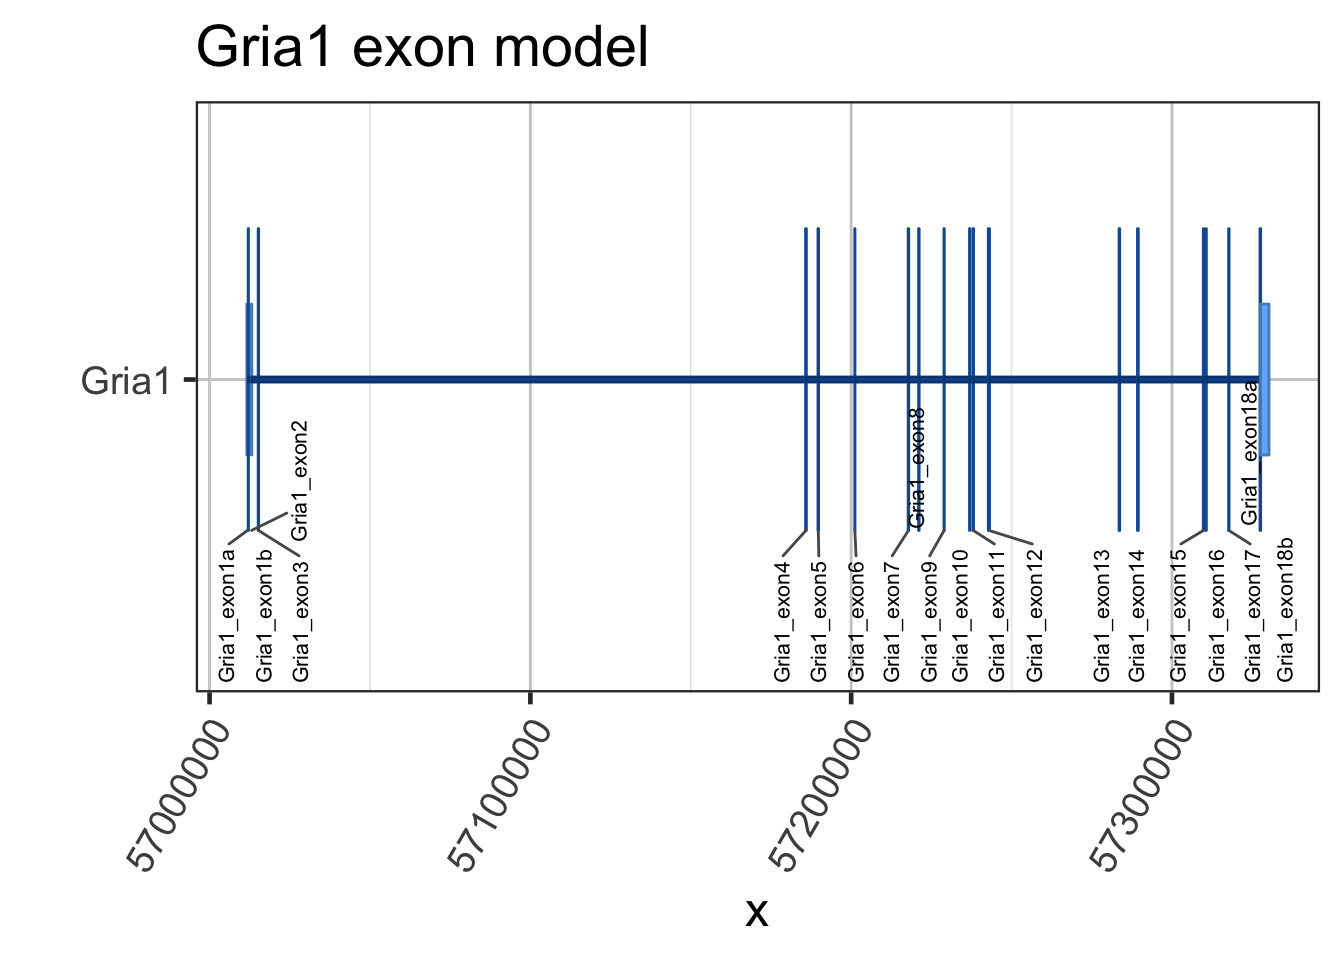 Gria1 exon model
Gria1
Gria1_exon1a
Gria1_exon1b
Gria1_exon2
Gria1_exon3
Gria1_exon4
Gria1_exon5
Gria1_exon6
Gria1_exon7
Gria1_exon8
Gria1_exon9
Gria1_exon10
Gria1_exon11
Gria1_exon12
Gria1_exon13
Gria1_exon14
Gria1_exon15
Gria1_exon16
Gria1_exon17
Gria1_exon18a
Gria1_exon18b
57000000
57100000
57200000
57300000
x